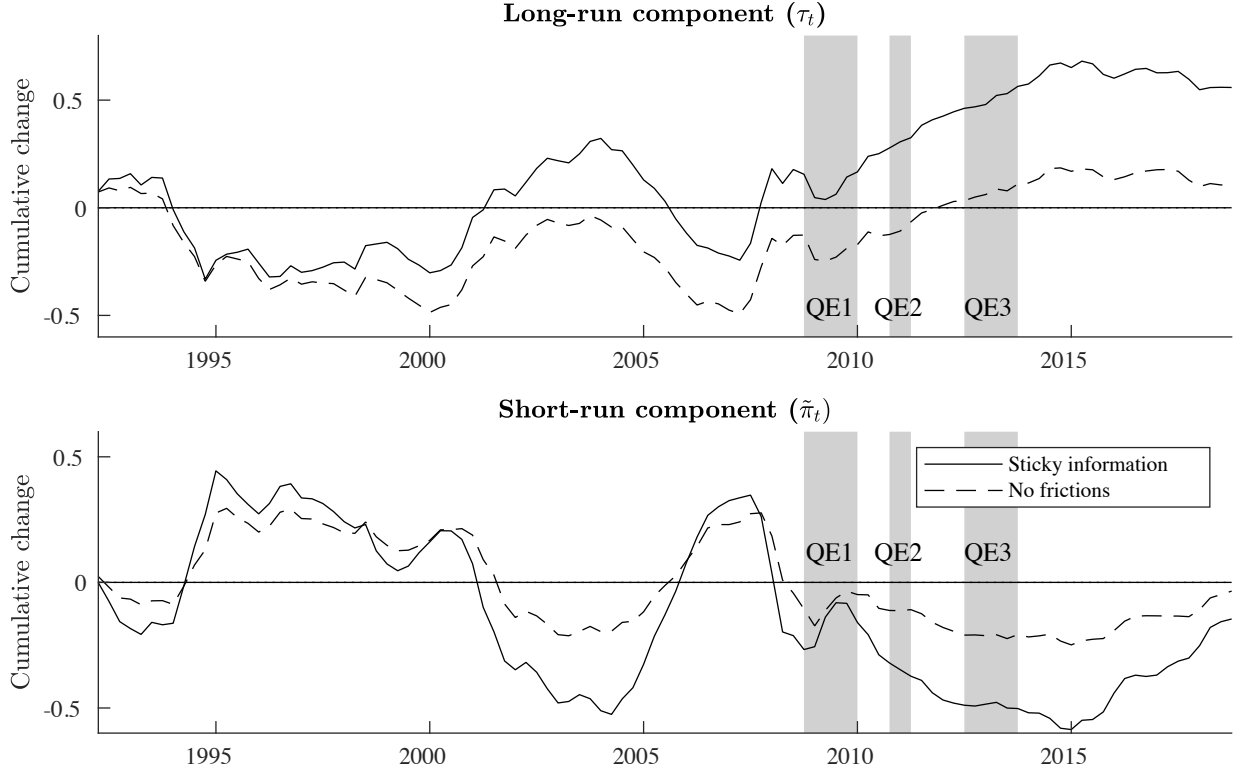 Long-run component (τₜ)
Cumulative change
0.5
0
-0.5
QE1 QE2 QE3
1995 2000 2005 2010 2015
Short-run component (π̃ₜ)
Cumulative change
0.5
0
-0.5
Sticky information
No frictions
QE1 QE2 QE3
1995 2000 2005 2010 2015